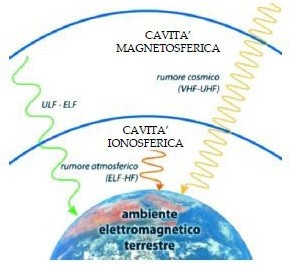 CAVITA’
MAGNETOSFERICA
rumore cosmico
(VHF-UHF)
ULF - ELF
CAVITA’
IONOSFERICA
rumore atmosferico
(ELF-HF)
ambiente
elettromagnetico
terrestre